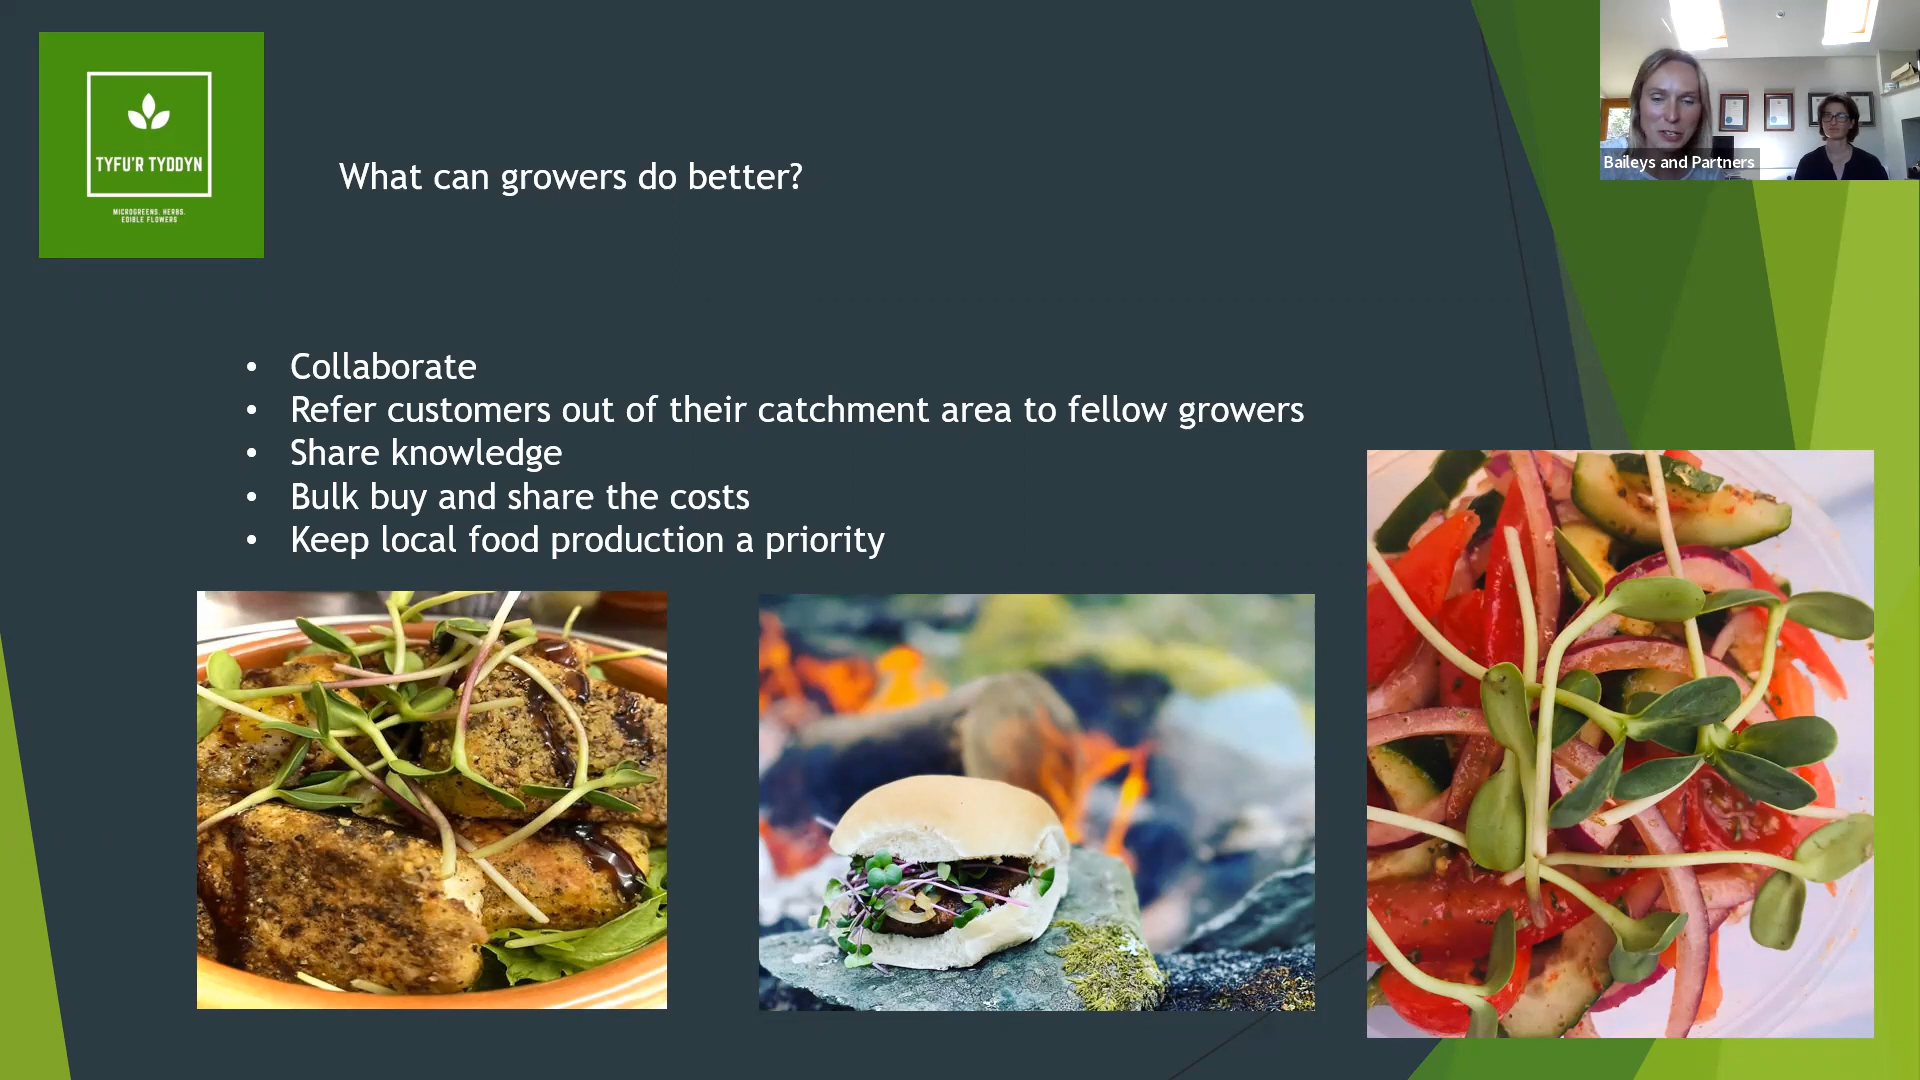 TYFU'R TYDDYN
MICROGREENS. HERBS.
EDIBLE FLOWERS
What can growers do better?
Baileys and Partners
• Collaborate
• Refer customers out of their catchment area to fellow growers
• Share knowledge
• Bulk buy and share the costs
• Keep local food production a priority